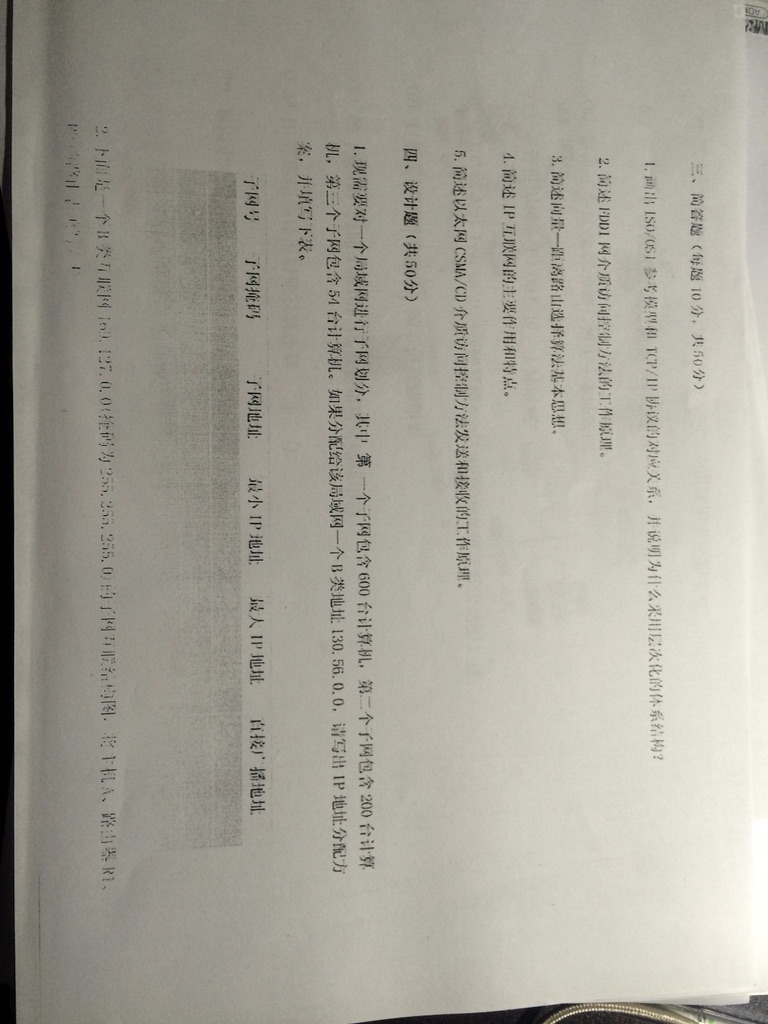 三、简答题（每题 10 分，共 50 分）
1. 画出 ISO/OSI 参考模型和 TCP/IP 协议的对应关系，并说明为什么采用层次化的体系结构？
2. 简述 FDDI 网介质访问控制方法的工作原理。
3. 简述向量—距离路由选择算法基本思想。
4. 简述 IP 互联网的主要作用和特点。
5. 简述以太网 CSMA/CD 介质访问控制方法发送和接收的工作原理。
四、设计题（共 50 分）
1. 现需要对一个局域网进行子网划分，其中 第 一个子网包含 600 台计算机，第二个子网包含 200 台计算
机，第三个子网包含 54 台计算机。如果分配给该局域网一个 B 类地址 130.56.0.0，请写出 IP 地址分配方
案，并填写下表。
子网号 子网掩码 子网地址 最小 IP 地址 最大 IP 地址 直接广播地址
2. 下面是一个 B 类互联网 (掩码为 255.255.255.0) 的子网互联结构图，将主机 A、路由器 R1、